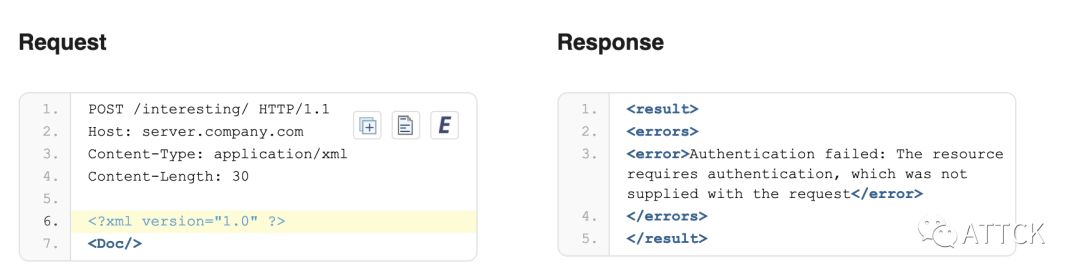 Request
1. POST /interesting/ HTTP/1.1
2. Host: server.company.com
3. Content-Type: application/xml
4. Content-Length: 30
5.
6. <?xml version="1.0" ?>
7. <Doc/>
E
Response
1. <result>
2. <errors>
3. <error>Authentication failed: The resource
requires authentication, which was not
supplied with the request</error>
4. </errors>
5. </result>
ATTCK